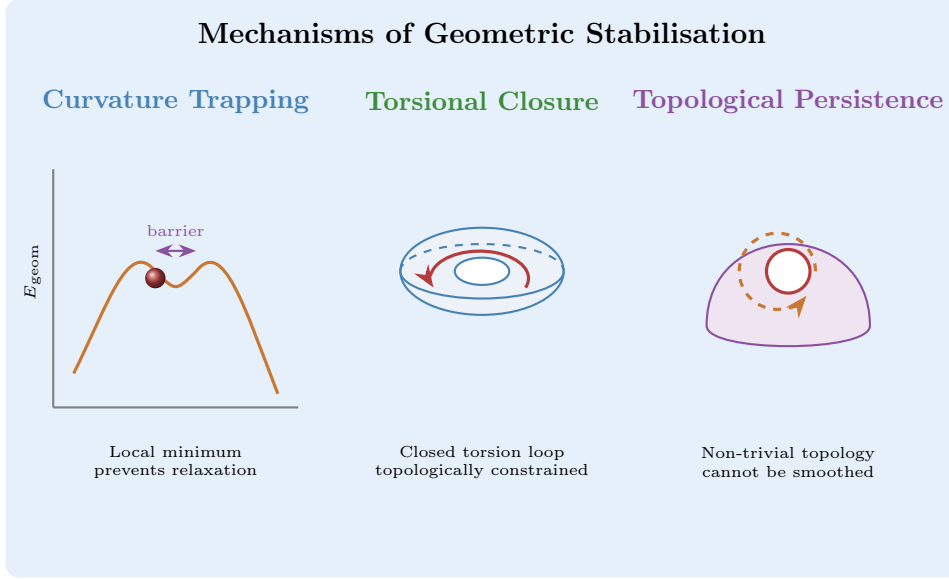 Mechanisms of Geometric Stabilisation
Curvature Trapping
Torsional Closure
Topological Persistence
barrier
E_geom
Local minimum
prevents relaxation
Closed torsion loop
topologically constrained
Non-trivial topology
cannot be smoothed